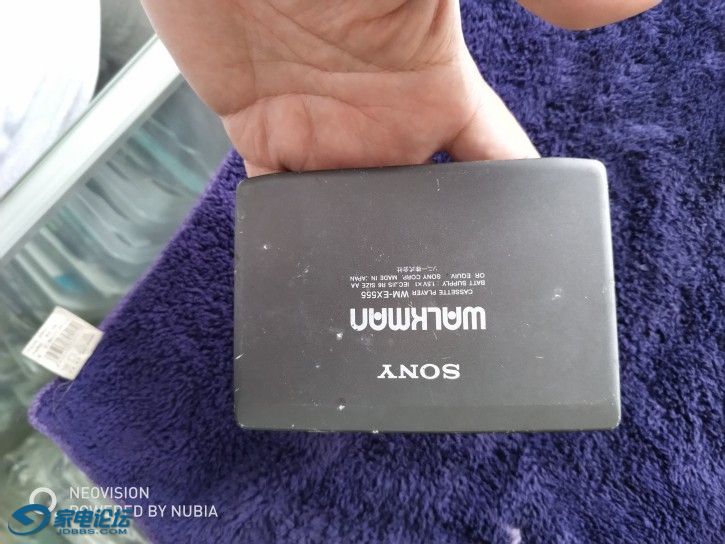 SONY
WALKMAN
CASSETTE PLAYER WM-EX555
BATT SUPPLY 1.5V×1 IEC,JIS R6 SIZE AA
OR EQUIV. SONY CORP. MADE IN JAPAN
ソニー株式会社
NEOVISION
POWERED BY NUBIA
家电论坛
JDBBS.COM